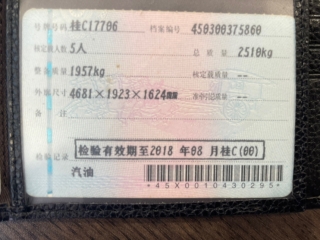 号牌号码 桂C17706 档案编号 450300375860
核定载人数 5人 总质量 2510kg
整备质量 1957kg 核定载质量 --
外廓尺寸 4681×1923×1624mm 准牵引总质量 --
备注
检验记录 检验有效期至2018年08月桂C(00)
汽油
*45X0010430295*